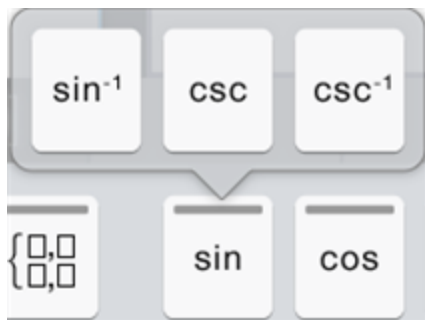 sin⁻¹ csc csc⁻¹
{▯,▯ sin cos
▯,▯